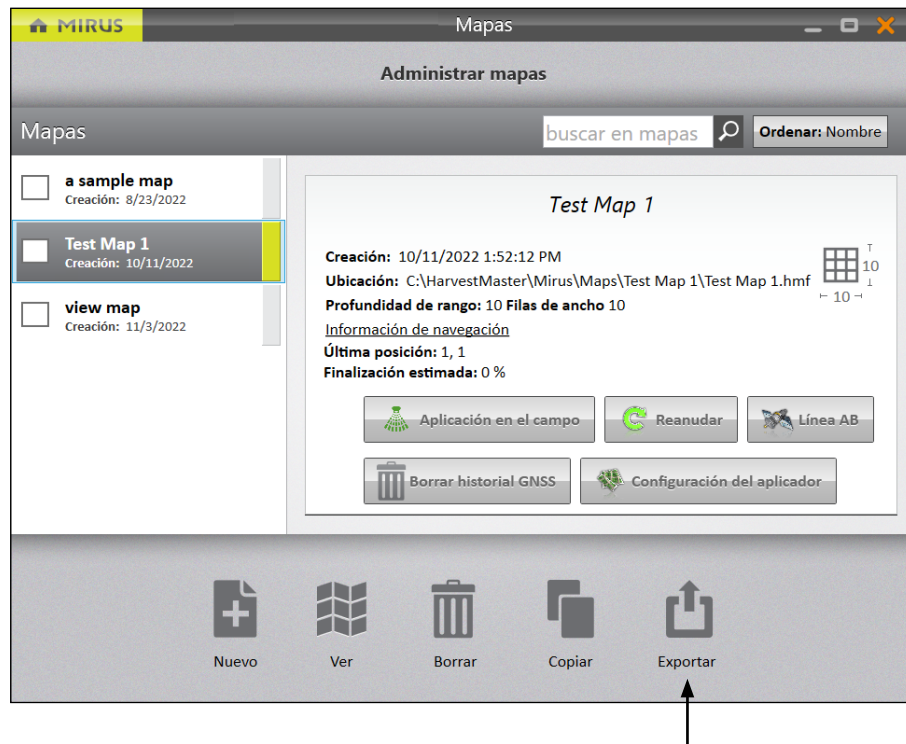 MIRUS
Mapas
Administrar mapas
Mapas
buscar en mapas
Ordenar: Nombre
a sample map
Creación: 8/23/2022
Test Map 1
Creación: 10/11/2022
view map
Creación: 11/3/2022
Test Map 1
Creación: 10/11/2022 1:52:12 PM
Ubicación: C:\HarvestMaster\Mirus\Maps\Test Map 1\Test Map 1.hmf
Profundidad de rango: 10 Filas de ancho 10
Información de navegación
Última posición: 1, 1
Finalización estimada: 0 %
10
10
Aplicación en el campo
Reanudar
Línea AB
Borrar historial GNSS
Configuración del aplicador
Nuevo
Ver
Borrar
Copiar
Exportar